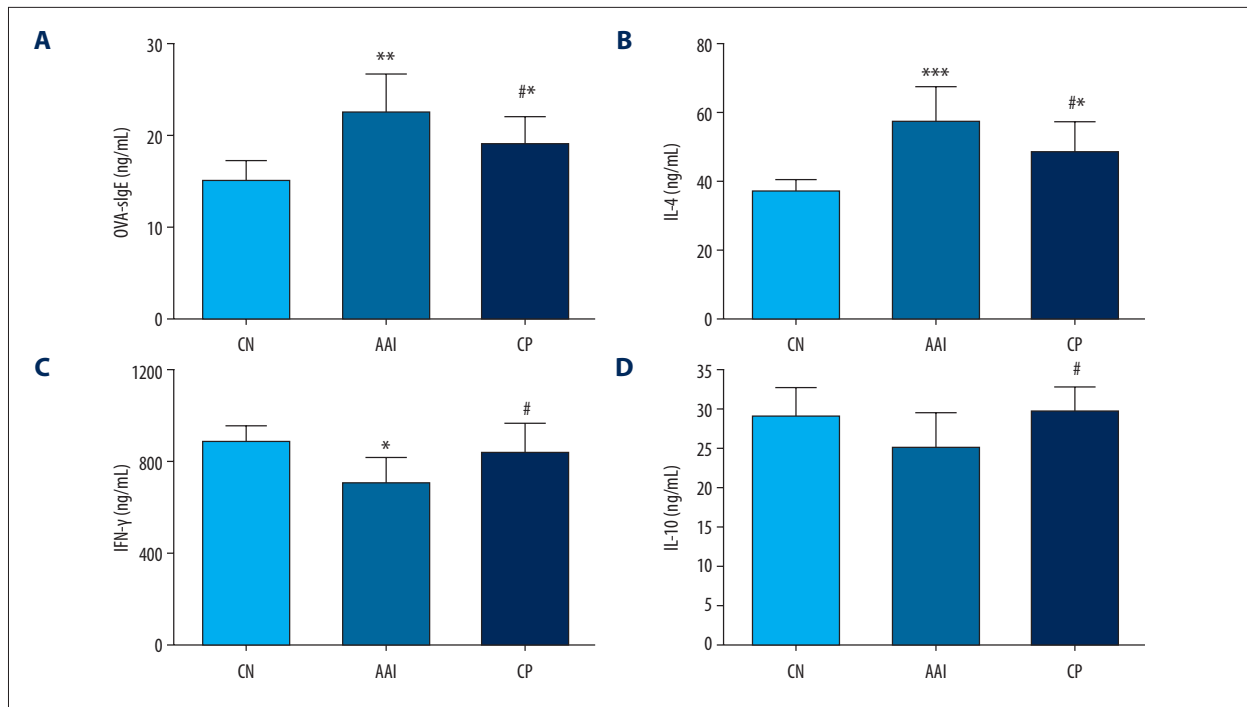 A
OVA-sIgE (ng/mL)
30
20
10
0
**
#*
CN AAI CP
B
IL-4 (ng/mL)
80
60
40
20
0
***
#*
CN AAI CP
C
IFN-γ (ng/mL)
1200
800
400
0
*
#
CN AAI CP
D
IL-10 (ng/mL)
35
30
25
20
15
10
5
0
#
CN AAI CP